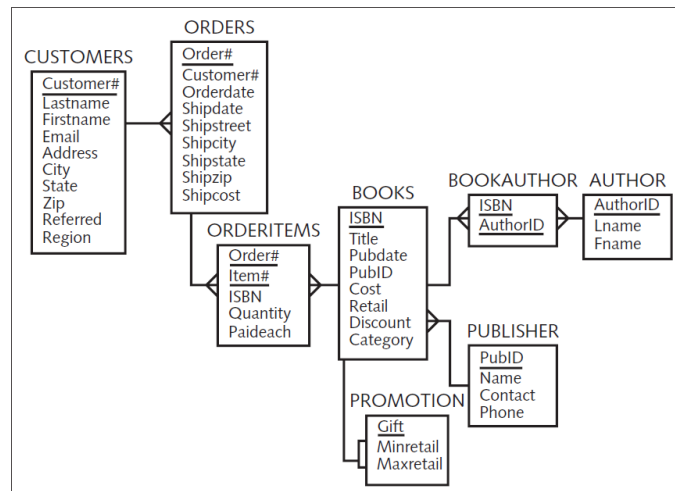 CUSTOMERS
Customer#
Lastname
Firstname
Email
Address
City
State
Zip
Referred
Region
ORDERS
Order#
Customer#
Orderdate
Shipdate
Shipstreet
Shipcity
Shipstate
Shipzip
Shipcost
ORDERITEMS
Order#
Item#
ISBN
Quantity
Paideach
BOOKS
ISBN
Title
Pubdate
PubID
Cost
Retail
Discount
Category
PROMOTION
Gift
Minretail
Maxretail
BOOKAUTHOR
ISBN
AuthorID
AUTHOR
AuthorID
Lname
Fname
PUBLISHER
PubID
Name
Contact
Phone